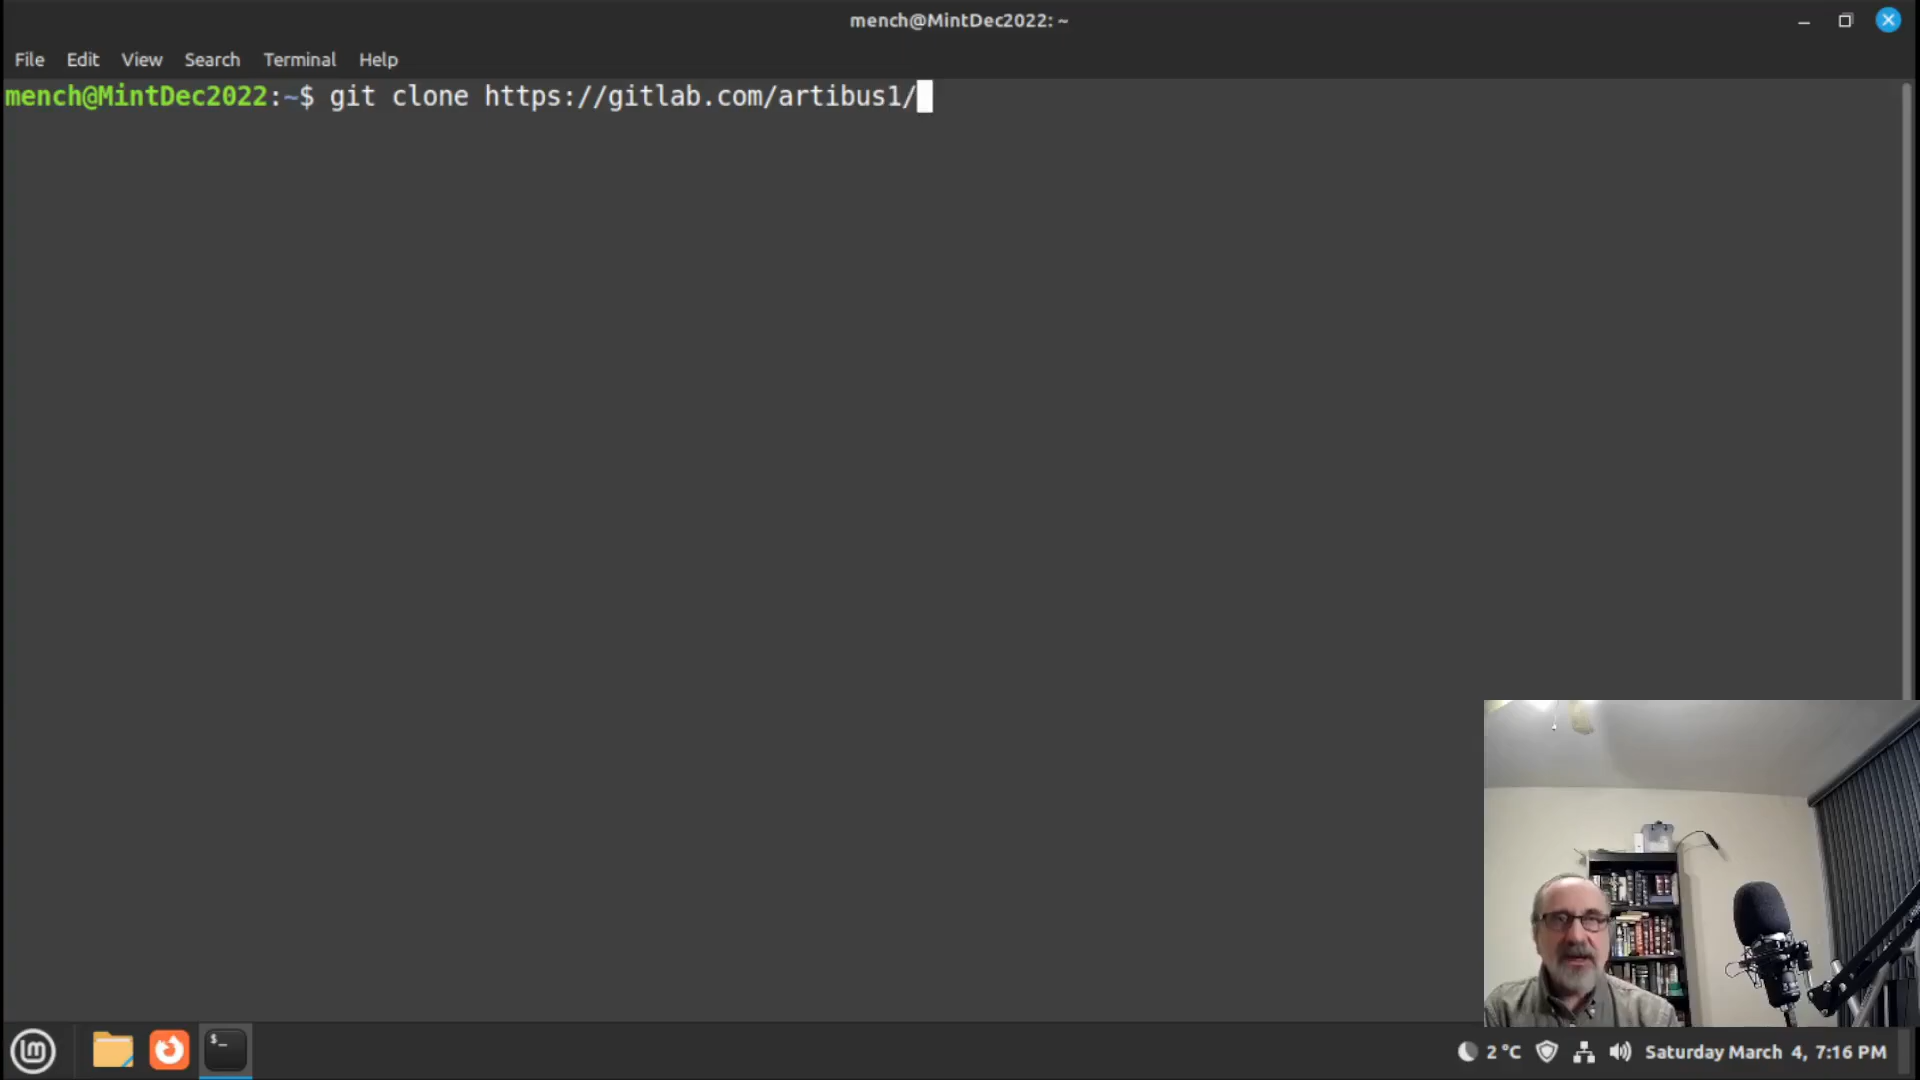 mench@MintDec2022: ~
File Edit View Search Terminal Help
mench@MintDec2022:~$ git clone https://gitlab.com/artibus1/
$_
2 °C Saturday March 4, 7:16 PM